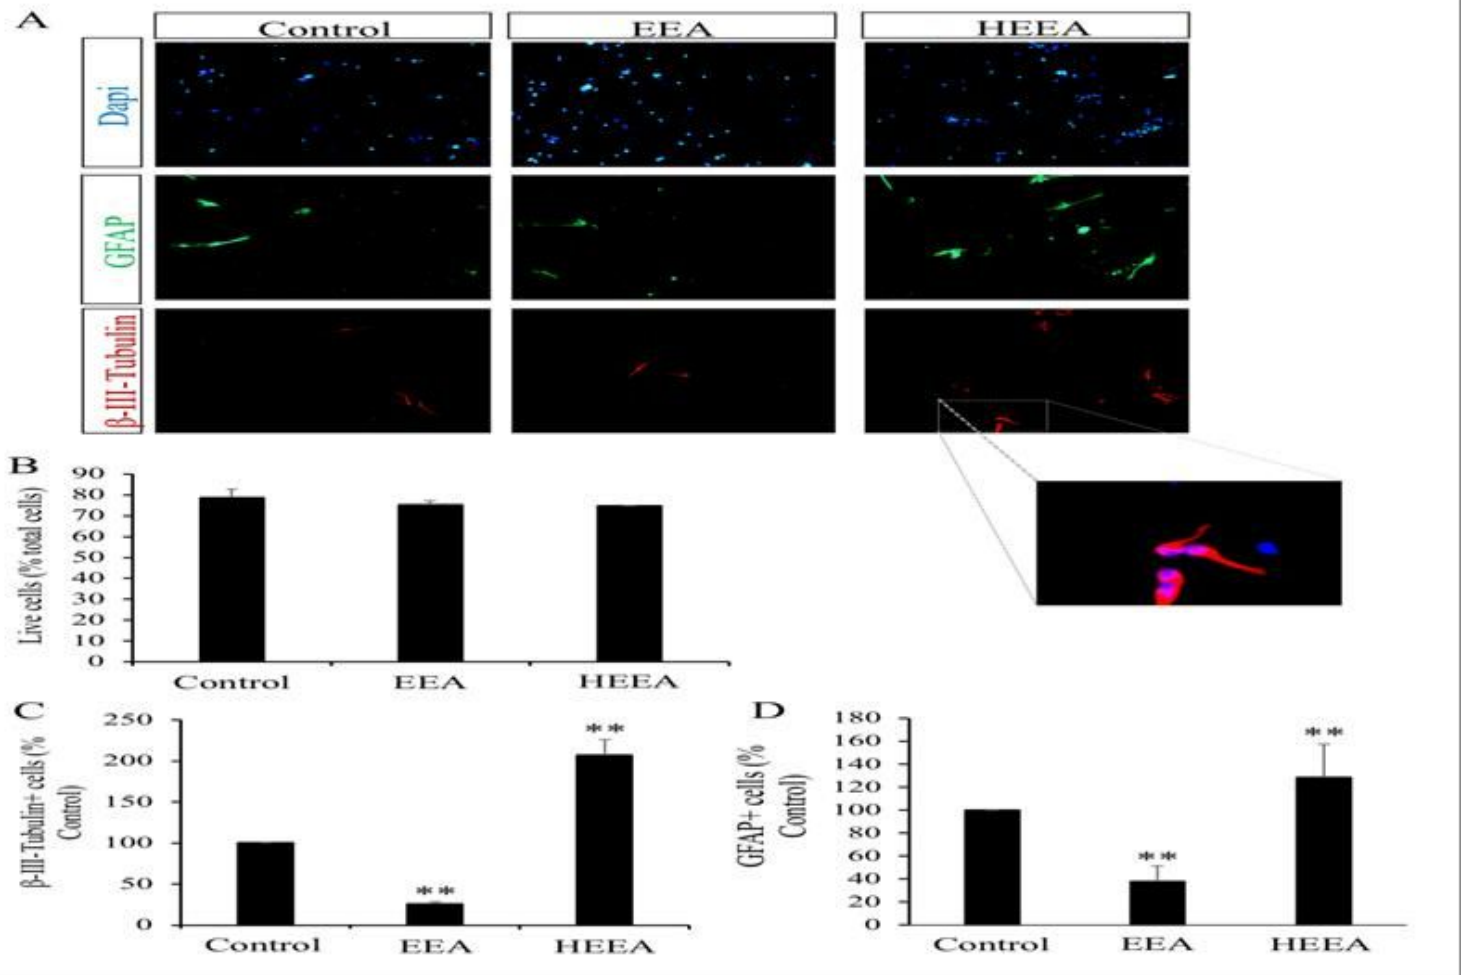 A
Control EEA HEEA
Dapi
GFAP
β-III-Tubulin
B
Live cells (% total cells)
90
80
70
60
50
40
30
20
10
0
Control EEA HEEA
C
β-III-Tubulin+ cells (%
Control)
250
200
150
100
50
0
** **
Control EEA HEEA
D
GFAP+ cells (%
Control)
180
160
140
120
100
80
60
40
20
0
** **
Control EEA HEEA